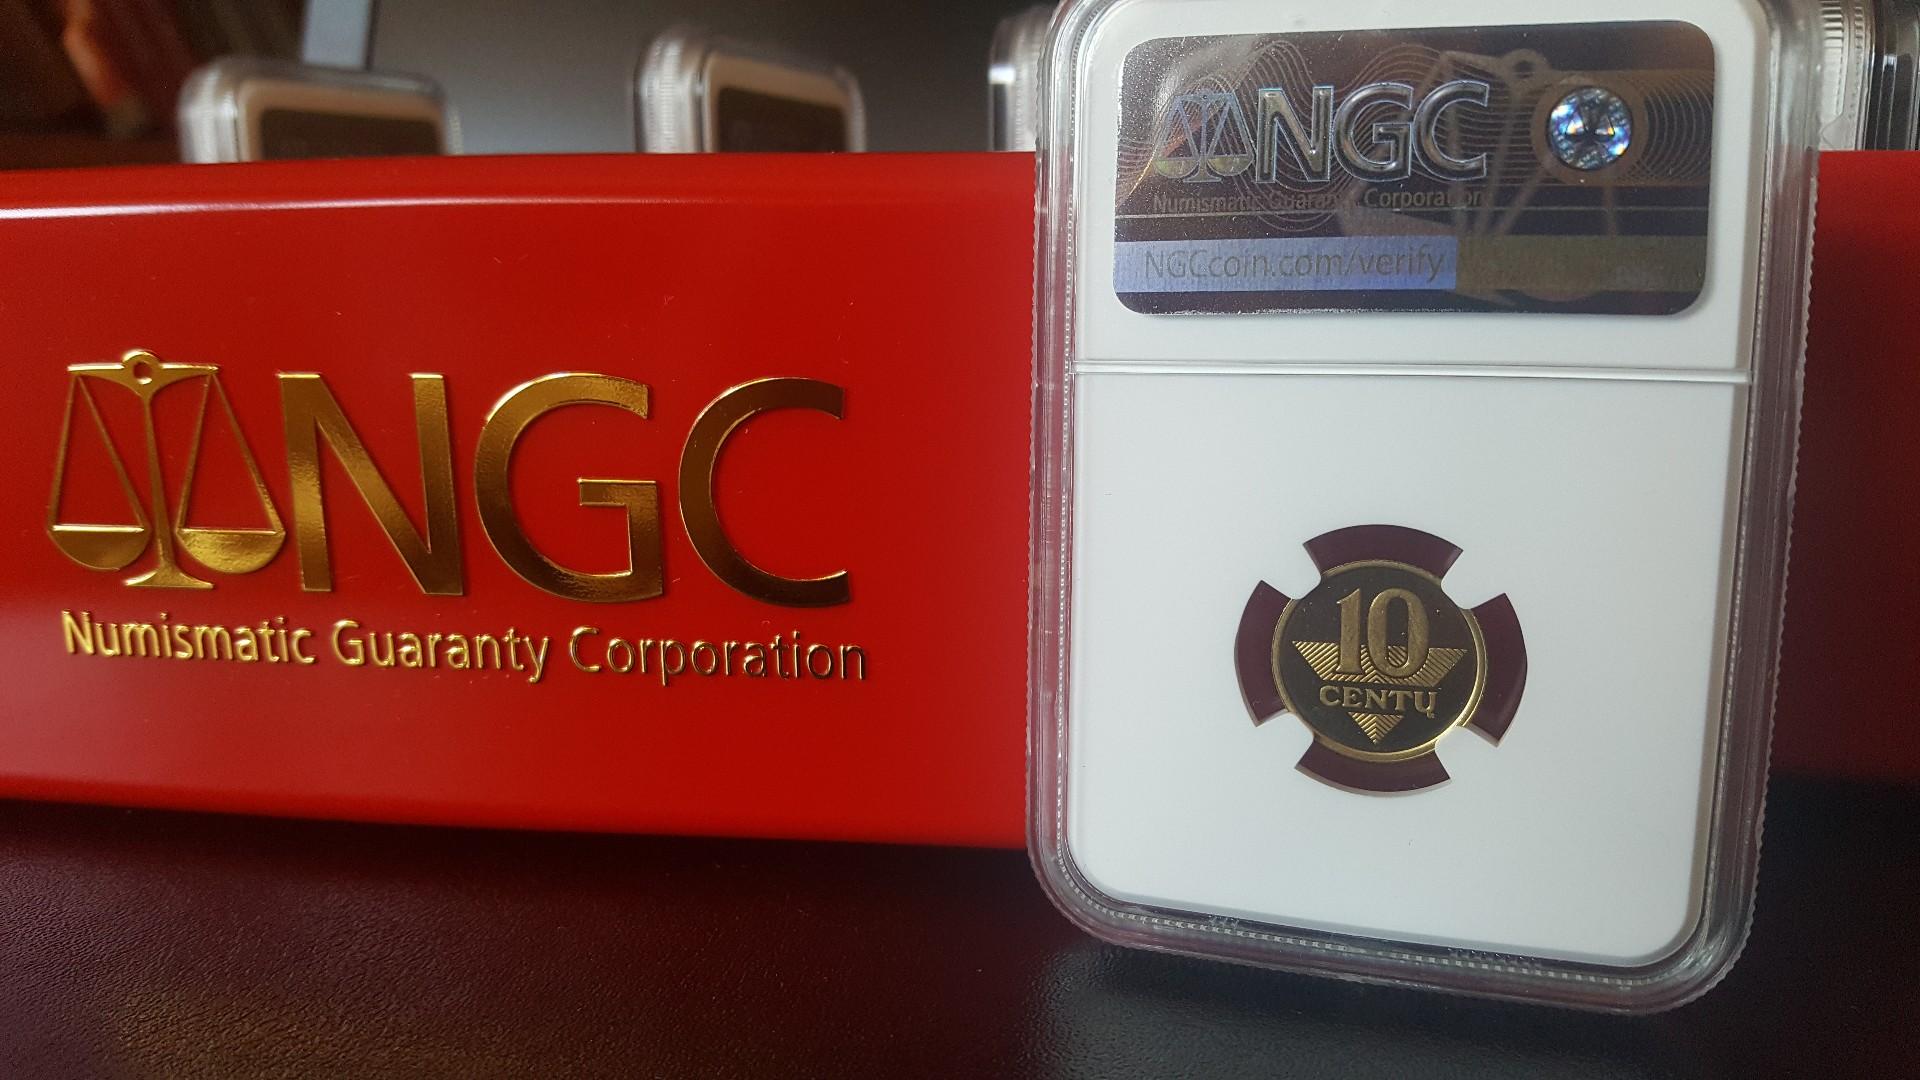 NGC
Numismatic Guaranty Corporation
NGC
Numismatic Guaranty Corporation
NGCcoin.com/verify
10
CENTŲ